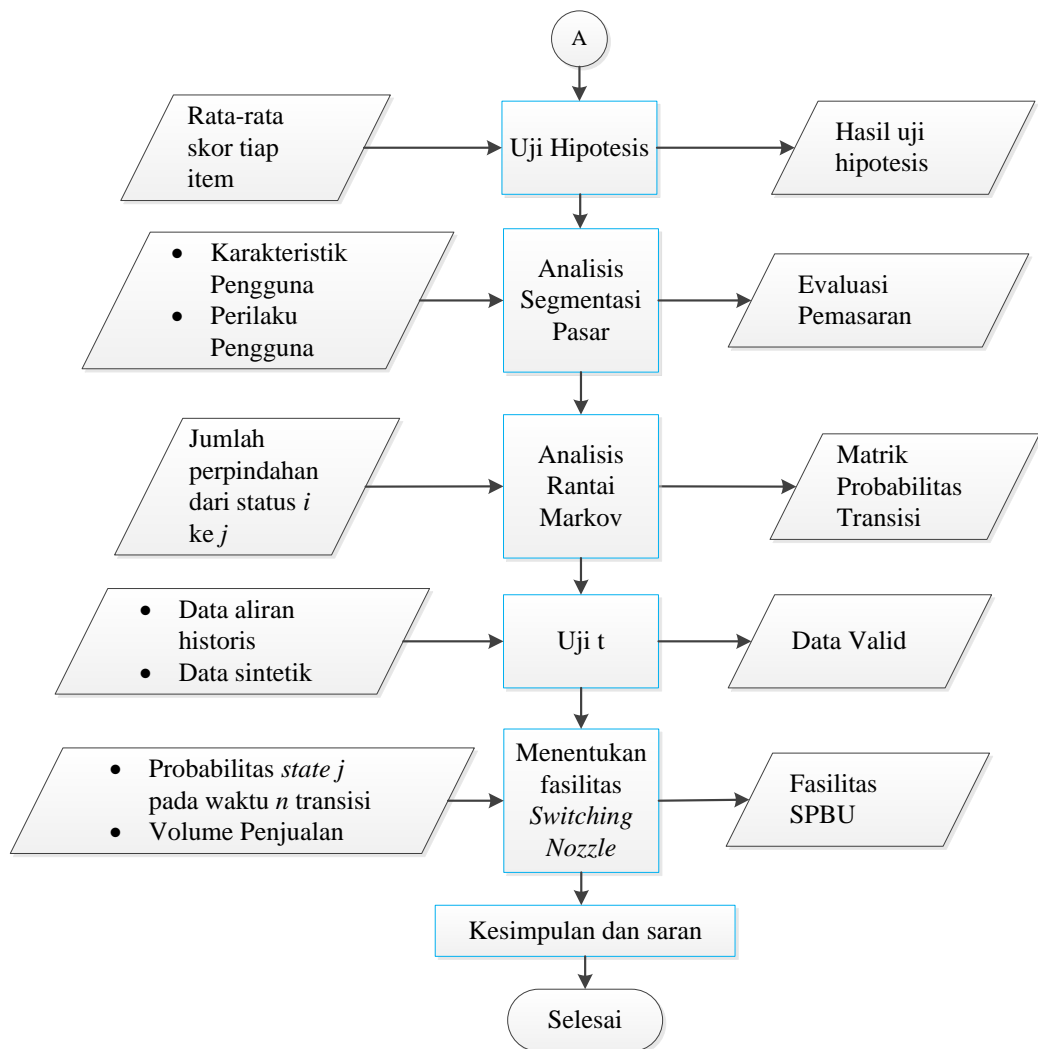 A
Rata-rata
skor tiap
item
Uji Hipotesis
Hasil uji
hipotesis
• Karakteristik
Pengguna
• Perilaku
Pengguna
Analisis
Segmentasi
Pasar
Evaluasi
Pemasaran
Jumlah
perpindahan
dari status i
ke j
Analisis
Rantai
Markov
Matrik
Probabilitas
Transisi
• Data aliran
historis
• Data sintetik
Uji t
Data Valid
• Probabilitas state j
pada waktu n transisi
• Volume Penjualan
Menentukan
fasilitas
Switching
Nozzle
Fasilitas
SPBU
Kesimpulan dan saran
Selesai